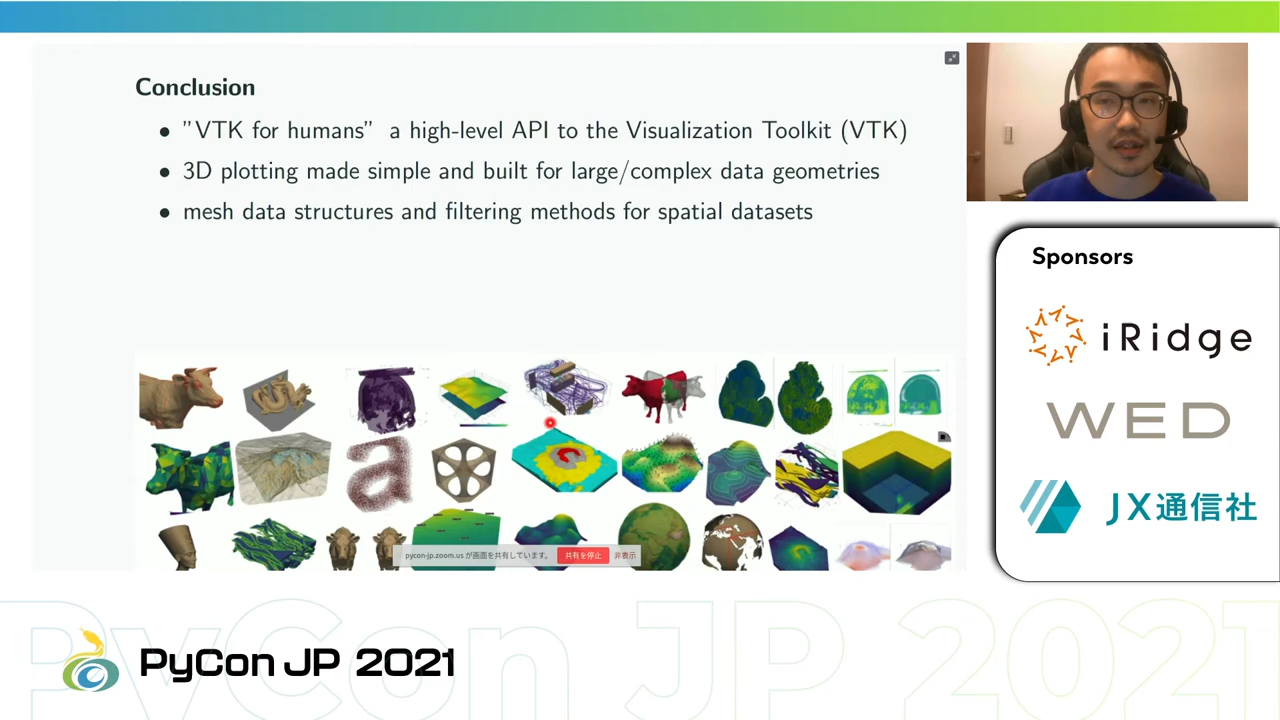 Conclusion
• "VTK for humans" a high-level API to the Visualization Toolkit (VTK)
• 3D plotting made simple and built for large/complex data geometries
• mesh data structures and filtering methods for spatial datasets
a
pycon-jp.zoom.us が画面を共有しています。 共有を停止 非表示
Sponsors
iRidge
WED
JX通信社
PyCon JP 2021
PyCon JP 2021